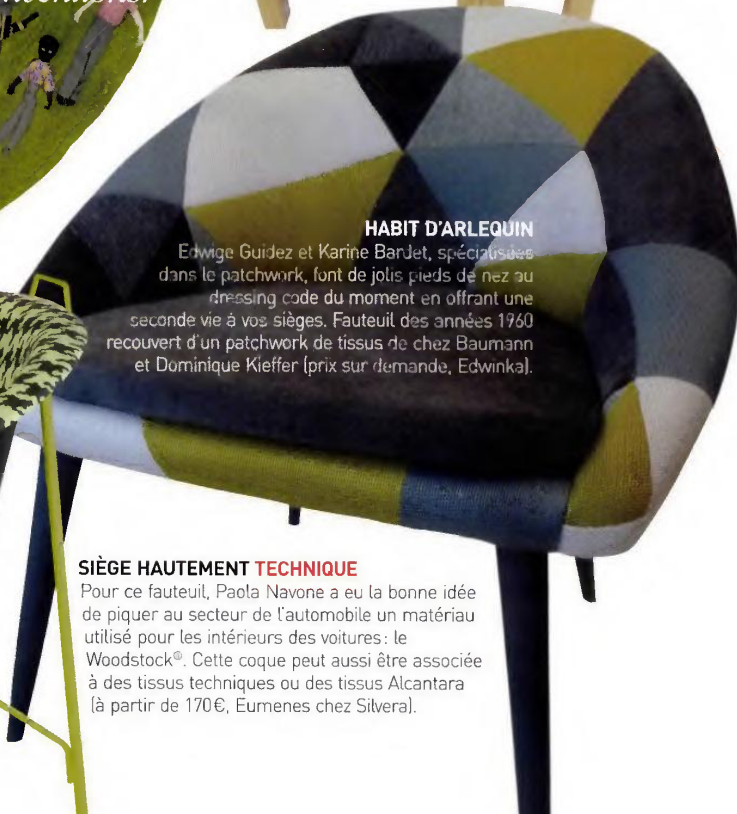 HABIT D'ARLEQUIN
Edwige Guidez et Karine Bardet, spécialisées
dans le patchwork, font de jolis pieds de nez au
dressing code du moment en offrant une
seconde vie à vos sièges. Fauteuil des années 1960
recouvert d'un patchwork de tissus de chez Baumann
et Dominique Kieffer (prix sur demande, Edwinka).
SIÈGE HAUTEMENT TECHNIQUE
Pour ce fauteuil, Paola Navone a eu la bonne idée
de piquer au secteur de l'automobile un matériau
utilisé pour les intérieurs des voitures : le
Woodstock®. Cette coque peut aussi être associée
à des tissus techniques ou des tissus Alcantara
(à partir de 170€, Eumenes chez Silvera).